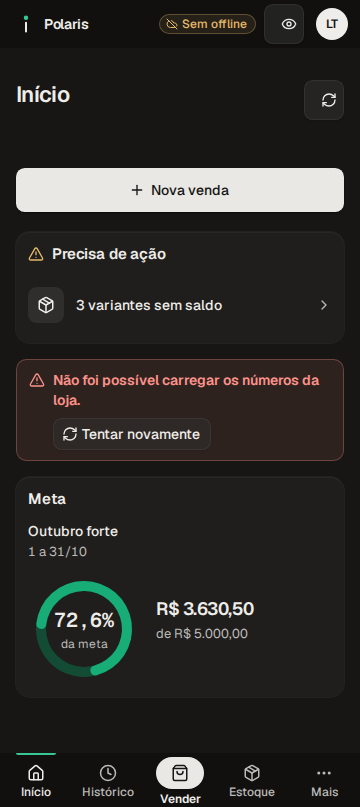 Polaris
Sem offline
LT
Início
Nova venda
Precisa de ação
3 variantes sem saldo
Não foi possível carregar os números da
loja.
Tentar novamente
Meta
Outubro forte
1 a 31/10
72,6%
da meta
R$ 3.630,50
de R$ 5.000,00
Início
Histórico
Vender
Estoque
Mais